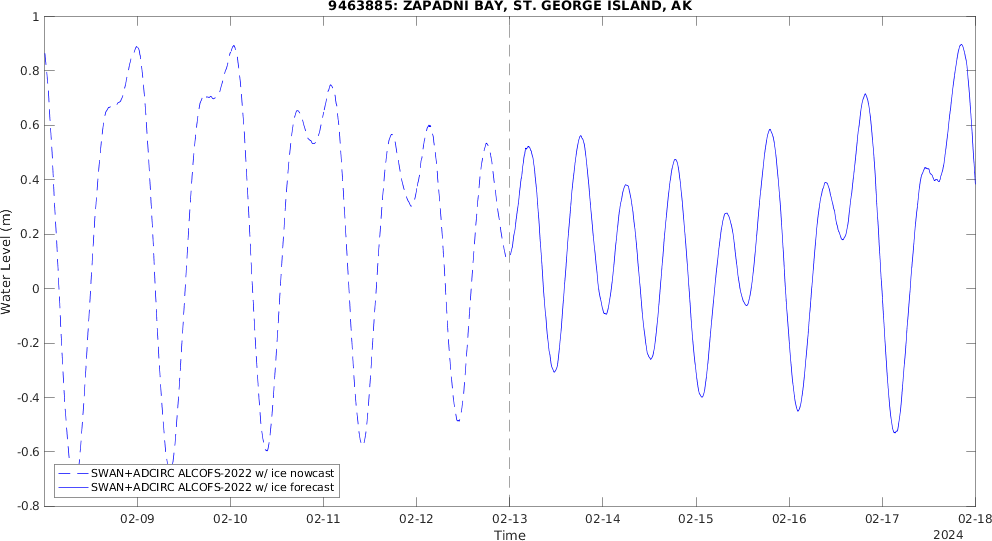 9463885: ZAPADNI BAY, ST. GEORGE ISLAND, AK
1
0.8
0.6
0.4
0.2
0
-0.2
-0.4
-0.6
-0.8
Water Level (m)
SWAN+ADCIRC ALCOFS-2022 w/ ice nowcast
SWAN+ADCIRC ALCOFS-2022 w/ ice forecast
02-09 02-10 02-11 02-12 02-13 02-14 02-15 02-16 02-17 02-18
Time
2024